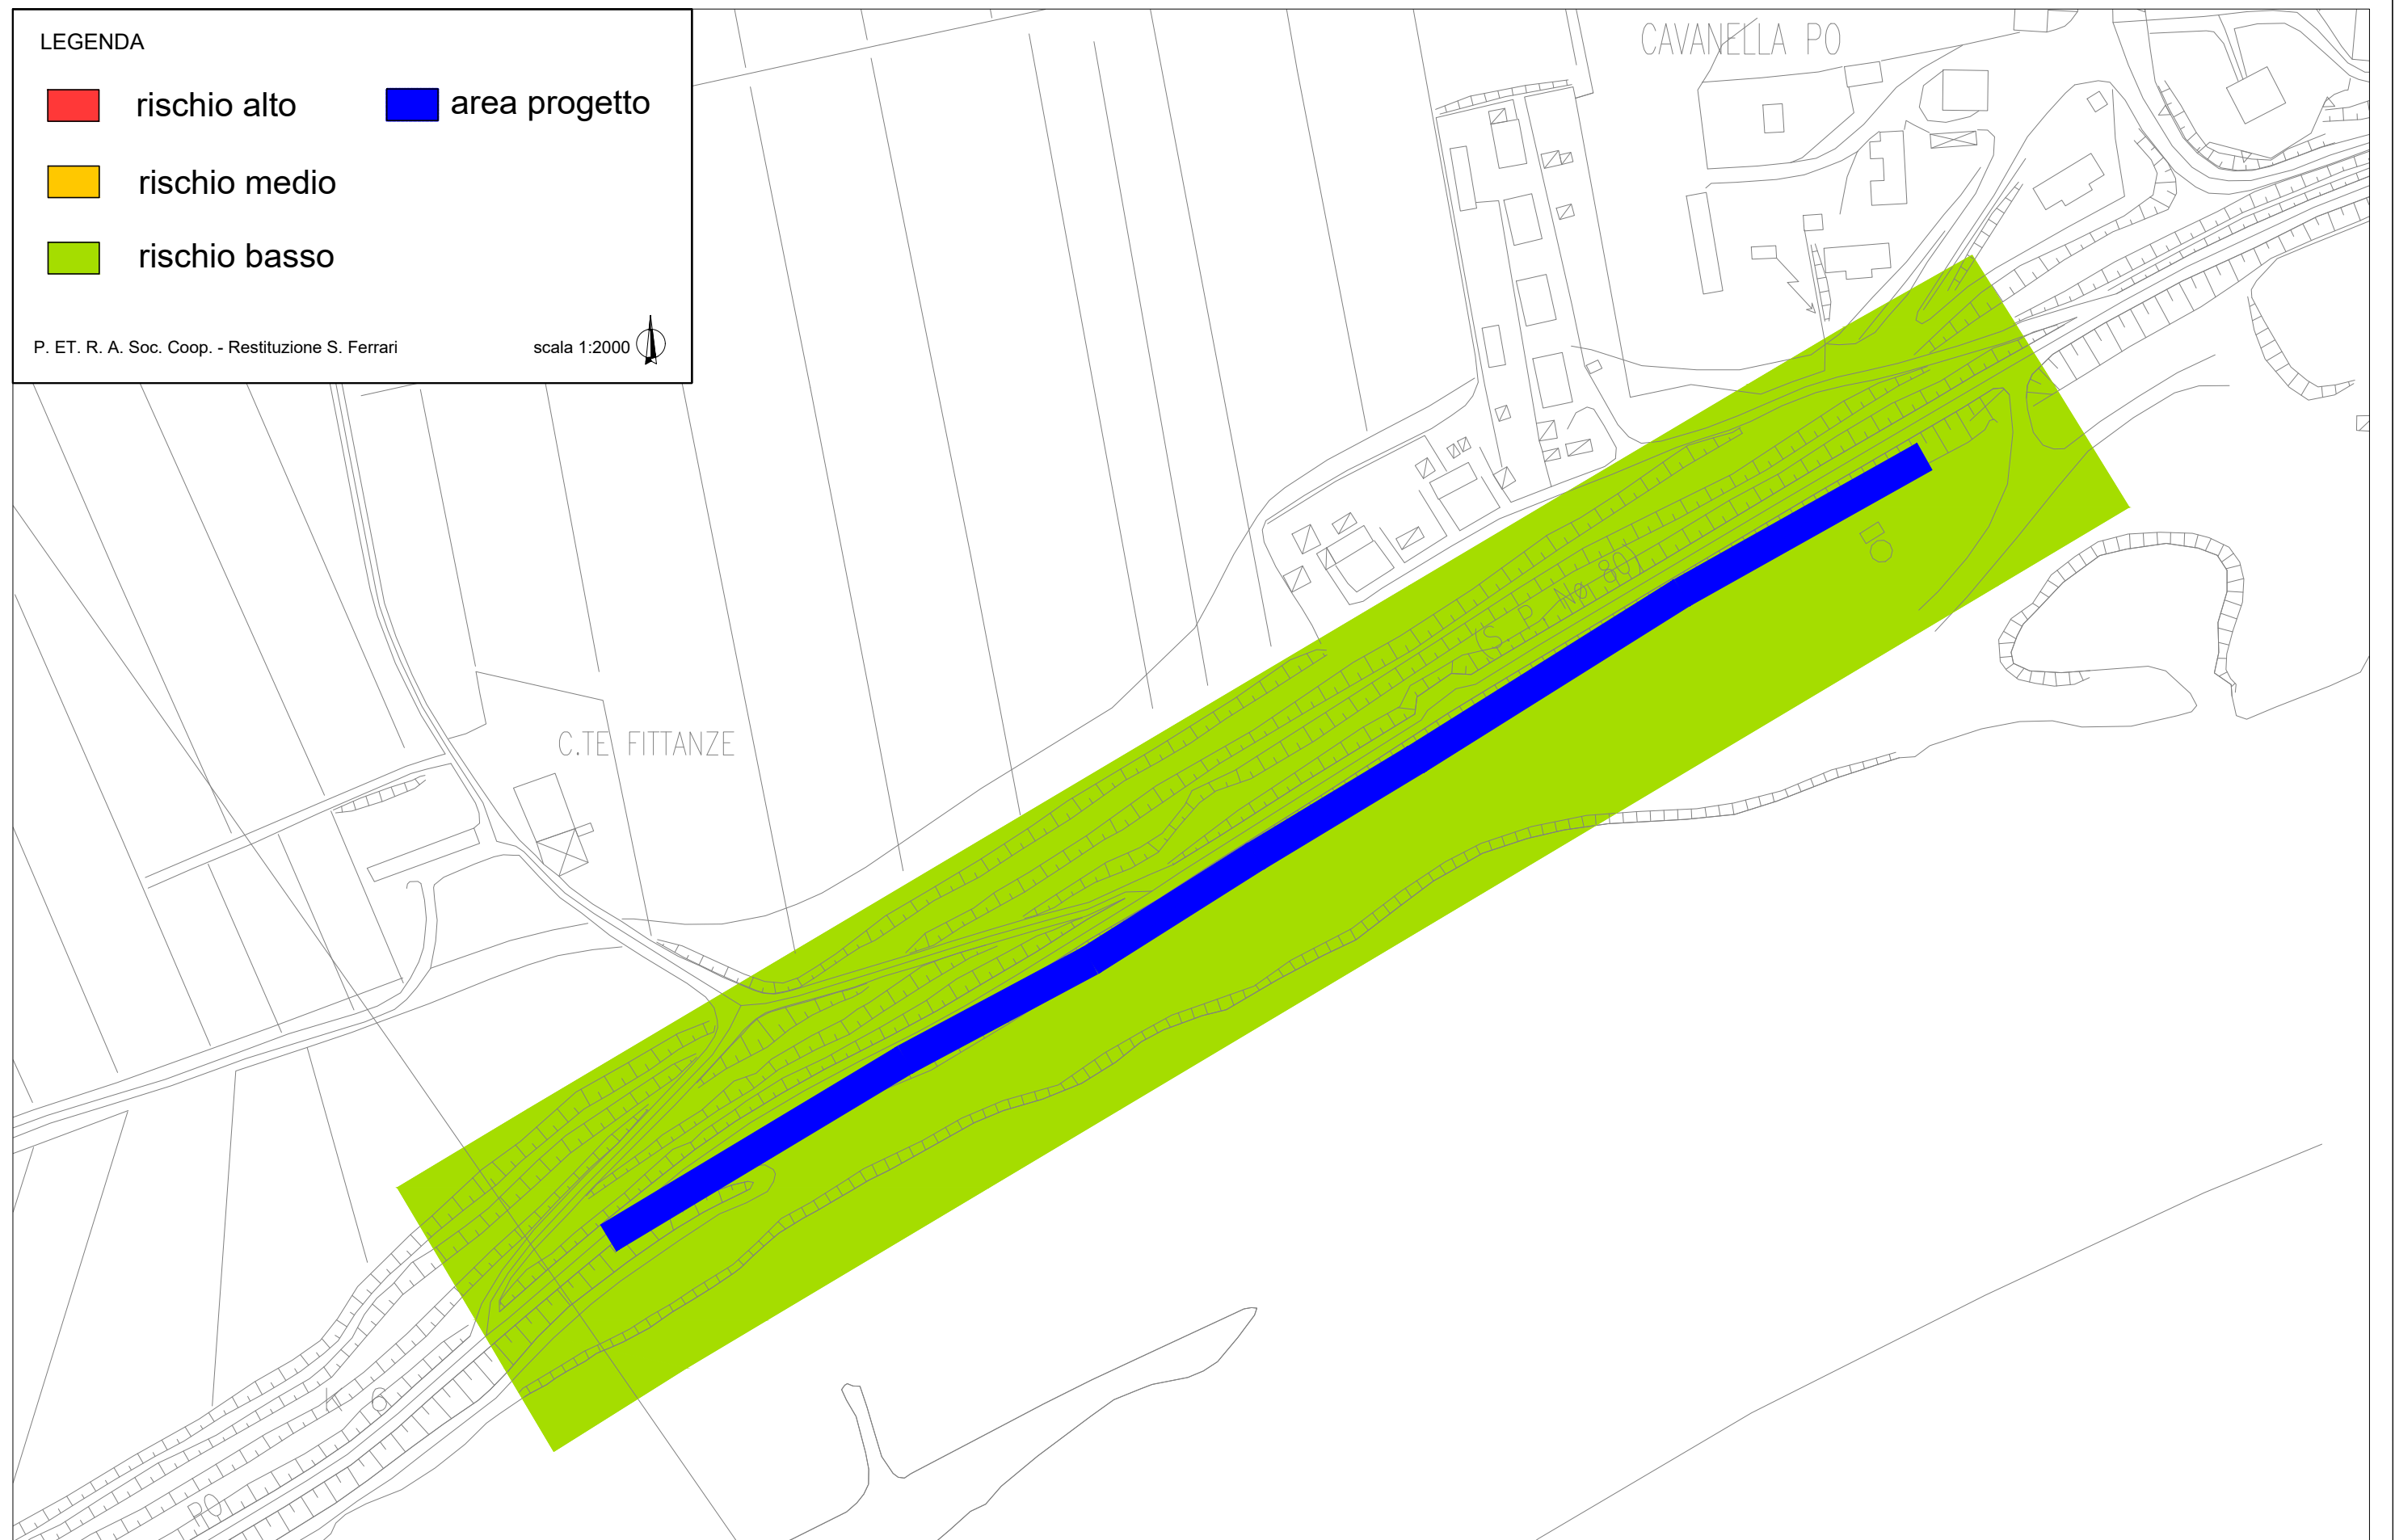 LEGENDA
rischio alto
area progetto
rischio medio
rischio basso
P. ET. R. A. Soc. Coop. - Restituzione S. Ferrari
scala 1:2000
CAVANELLA PO
(S. P. Nø 80)
C.TE FITTANZE
K 6
PO